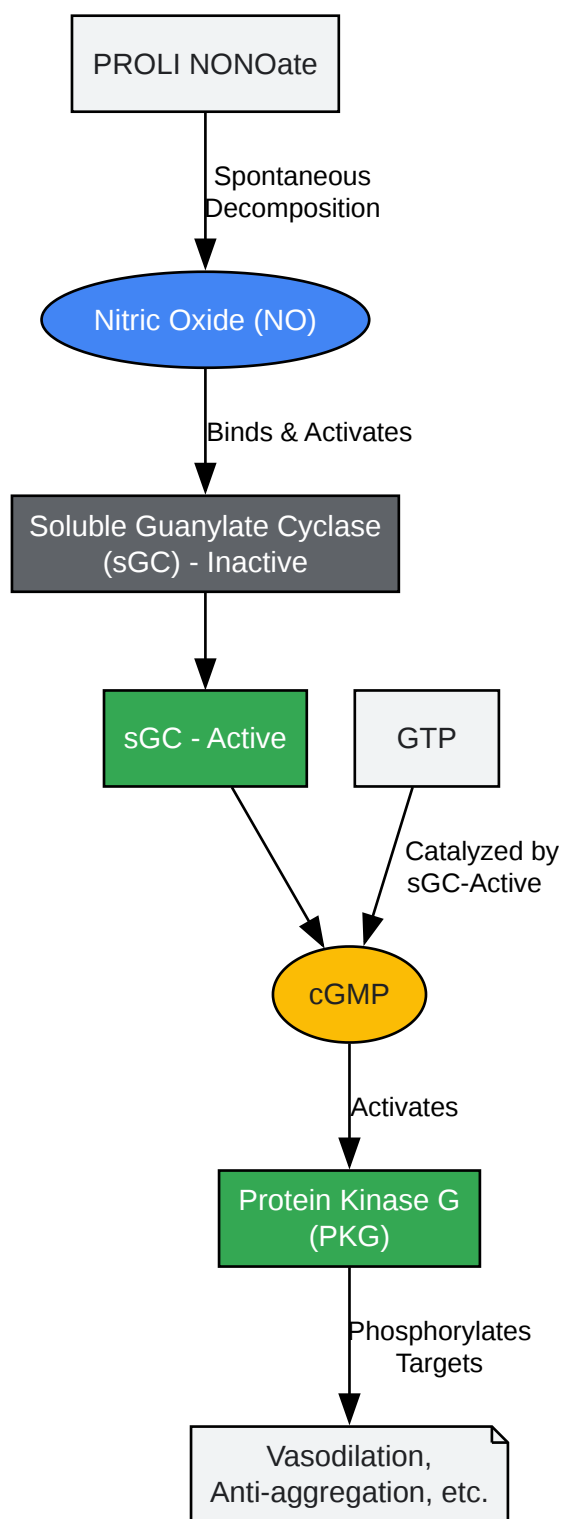 PROLI NONOate
Spontaneous
Decomposition
Nitric Oxide (NO)
Binds & Activates
Soluble Guanylate Cyclase
(sGC) - Inactive
sGC - Active
GTP
Catalyzed by
sGC-Active
cGMP
Activates
Protein Kinase G
(PKG)
Phosphorylates
Targets
Vasodilation,
Anti-aggregation, etc.